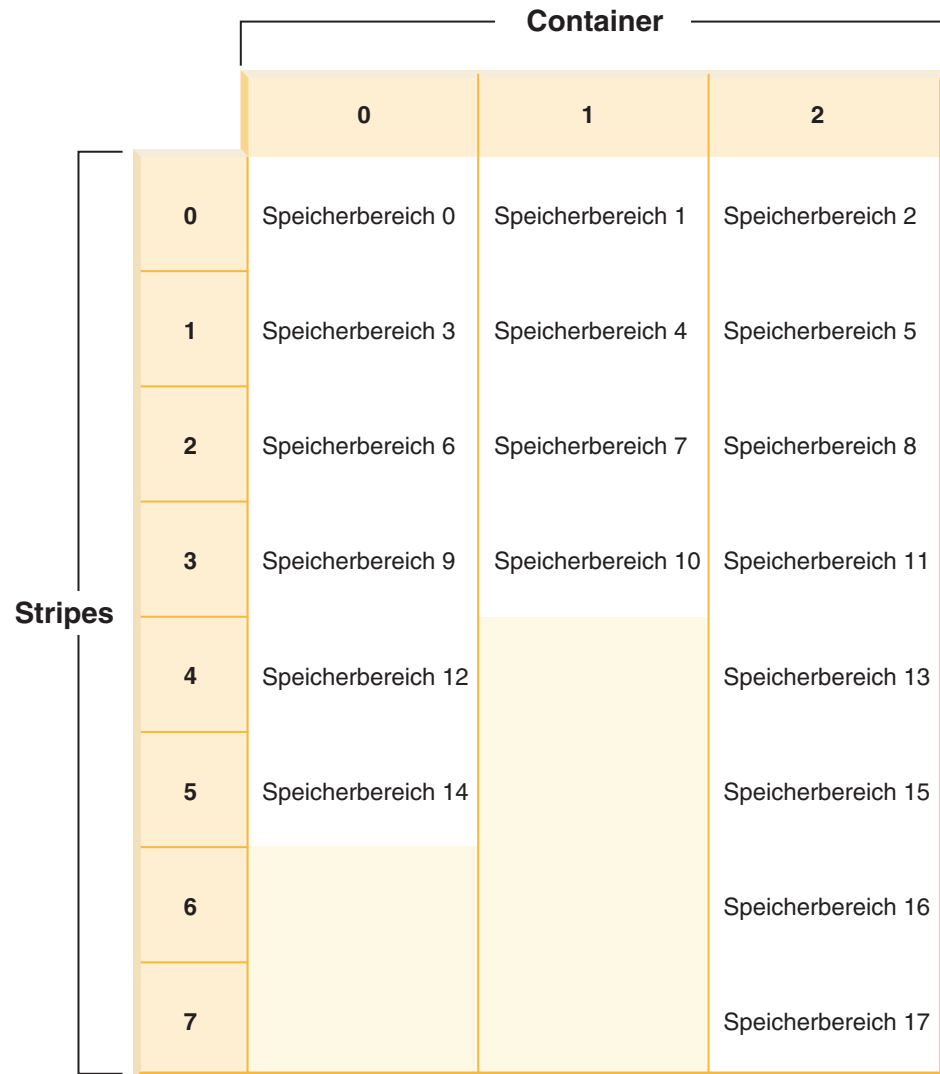 Container
0 1 2
0 Speicherbereich 0 Speicherbereich 1 Speicherbereich 2
1 Speicherbereich 3 Speicherbereich 4 Speicherbereich 5
2 Speicherbereich 6 Speicherbereich 7 Speicherbereich 8
3 Speicherbereich 9 Speicherbereich 10 Speicherbereich 11
Stripes
4 Speicherbereich 12 Speicherbereich 13
5 Speicherbereich 14 Speicherbereich 15
6 Speicherbereich 16
7 Speicherbereich 17